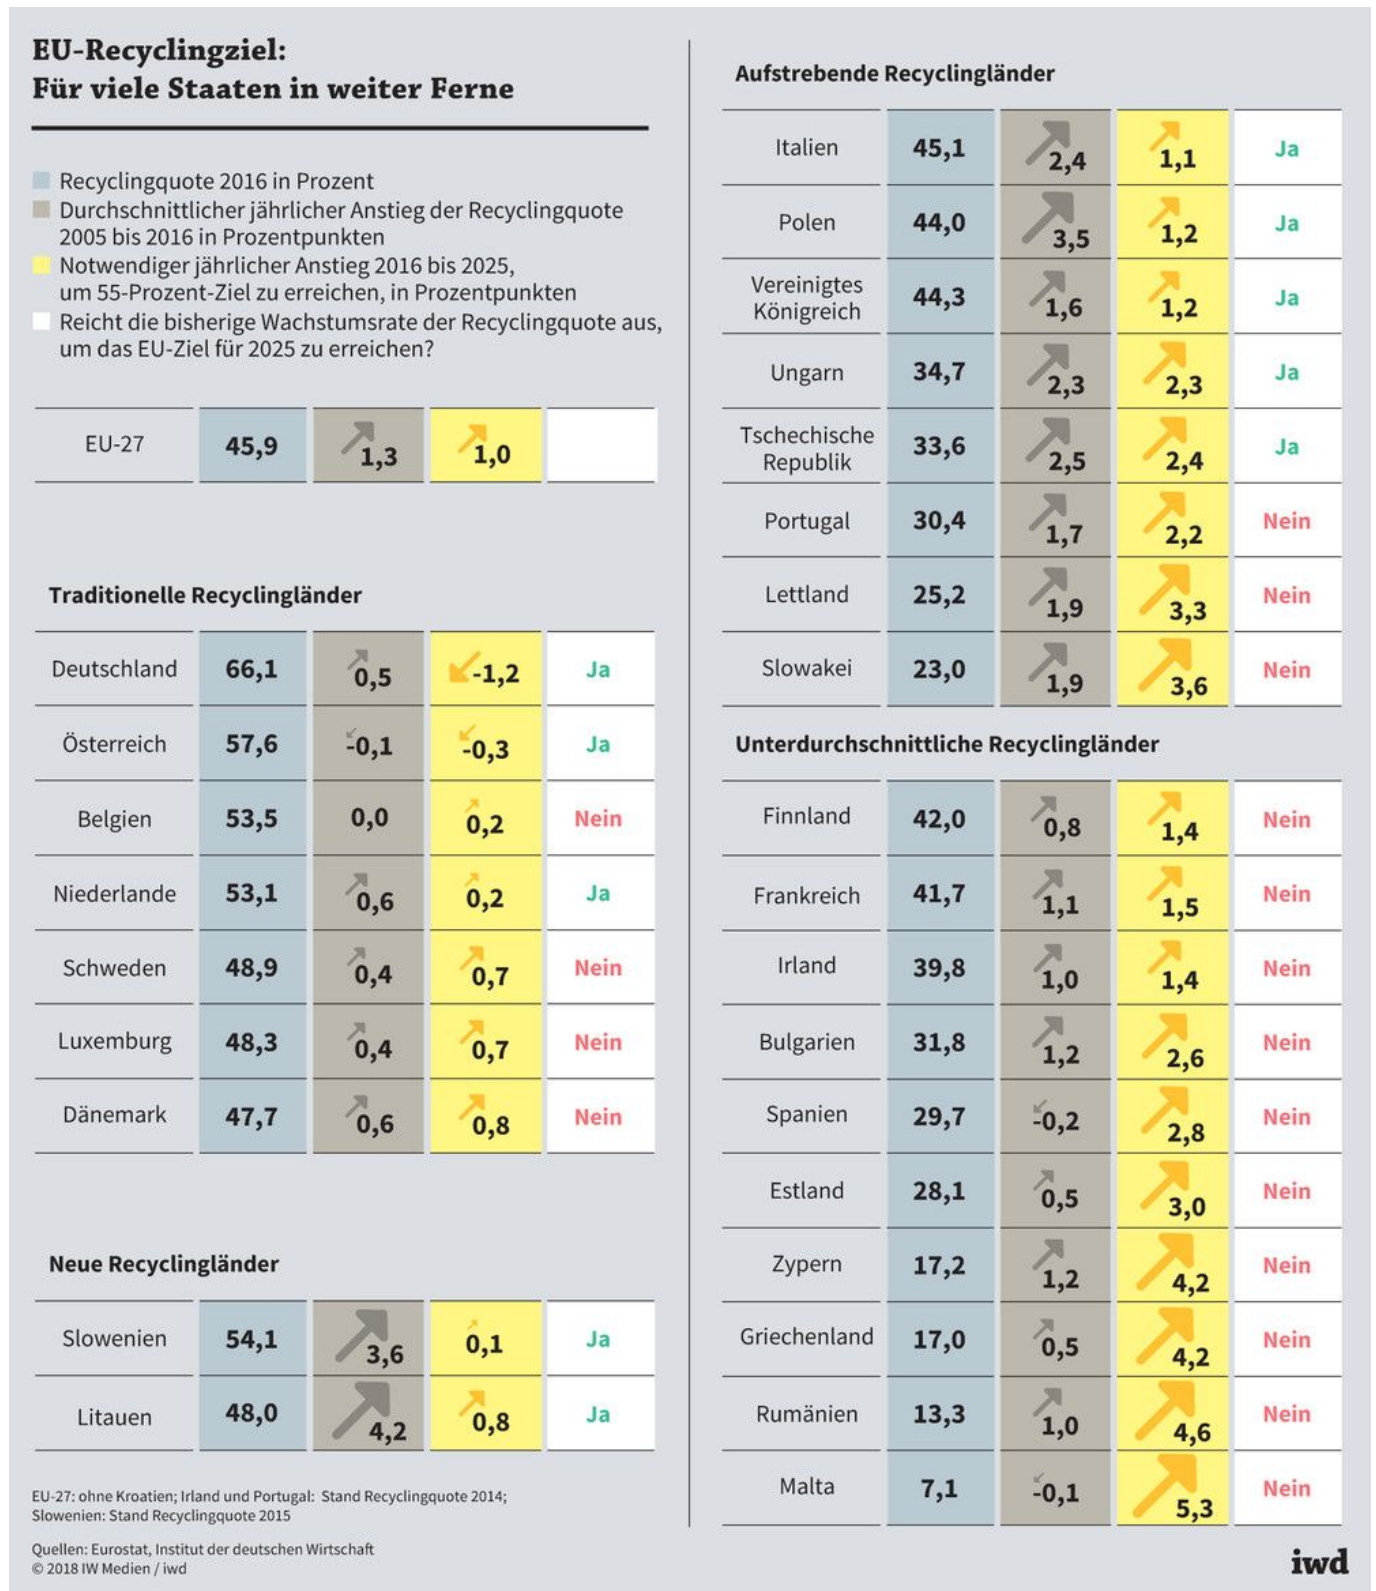 EU-Recyclingziel:
Für viele Staaten in weiter Ferne
Recyclingquote 2016 in Prozent
Durchschnittlicher jährlicher Anstieg der Recyclingquote
2005 bis 2016 in Prozentpunkten
Notwendiger jährlicher Anstieg 2016 bis 2025,
um 55-Prozent-Ziel zu erreichen, in Prozentpunkten
Reicht die bisherige Wachstumsrate der Recyclingquote aus,
um das EU-Ziel für 2025 zu erreichen?
EU-27 45,9 1,3 1,0
Traditionelle Recyclingländer
Deutschland 66,1 0,5 -1,2 Ja
Österreich 57,6 -0,1 -0,3 Ja
Belgien 53,5 0,0 0,2 Nein
Niederlande 53,1 0,6 0,2 Ja
Schweden 48,9 0,4 0,7 Nein
Luxemburg 48,3 0,4 0,7 Nein
Dänemark 47,7 0,6 0,8 Nein
Neue Recyclingländer
Slowenien 54,1 3,6 0,1 Ja
Litauen 48,0 4,2 0,8 Ja
EU-27: ohne Kroatien; Irland und Portugal: Stand Recyclingquote 2014;
Slowenien: Stand Recyclingquote 2015
Quellen: Eurostat, Institut der deutschen Wirtschaft
© 2018 IW Medien / iwd
Aufstrebende Recyclingländer
Italien 45,1 2,4 1,1 Ja
Polen 44,0 3,5 1,2 Ja
Vereinigtes
Königreich 44,3 1,6 1,2 Ja
Ungarn 34,7 2,3 2,3 Ja
Tschechische
Republik 33,6 2,5 2,4 Ja
Portugal 30,4 1,7 2,2 Nein
Lettland 25,2 1,9 3,3 Nein
Slowakei 23,0 1,9 3,6 Nein
Unterdurchschnittliche Recyclingländer
Finnland 42,0 0,8 1,4 Nein
Frankreich 41,7 1,1 1,5 Nein
Irland 39,8 1,0 1,4 Nein
Bulgarien 31,8 1,2 2,6 Nein
Spanien 29,7 -0,2 2,8 Nein
Estland 28,1 0,5 3,0 Nein
Zypern 17,2 1,2 4,2 Nein
Griechenland 17,0 0,5 4,2 Nein
Rumänien 13,3 1,0 4,6 Nein
Malta 7,1 -0,1 5,3 Nein
iwd